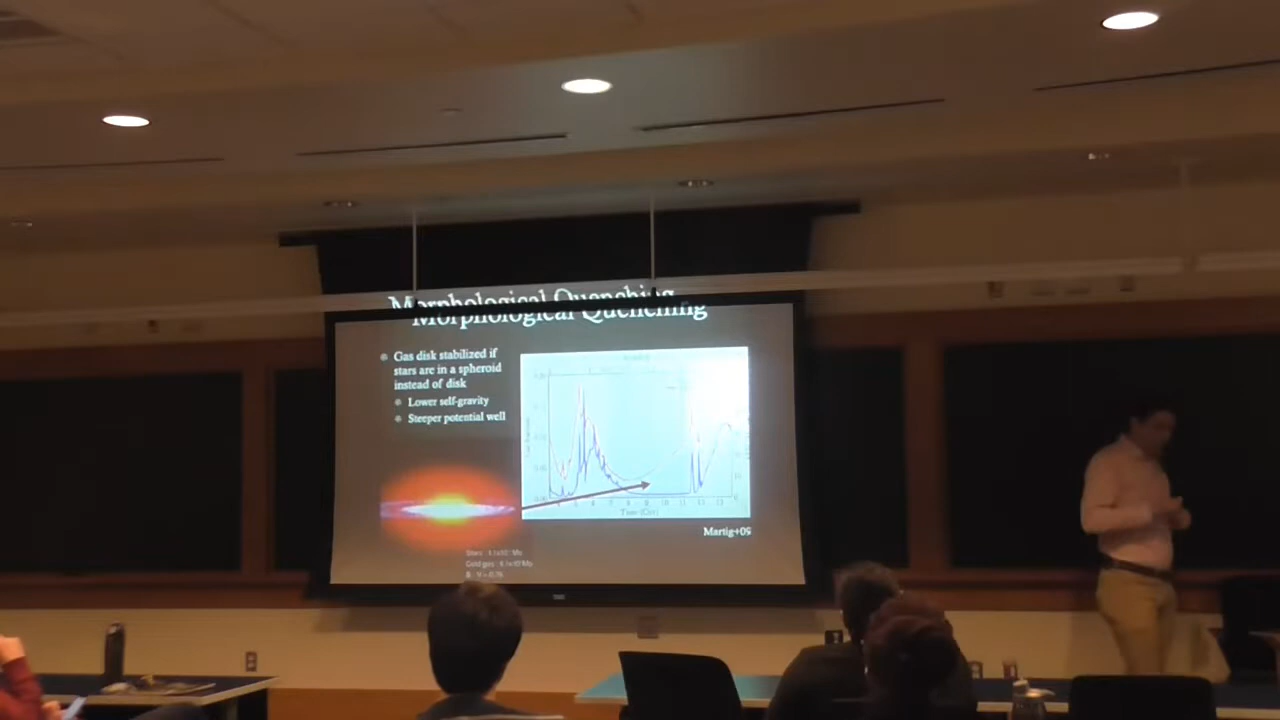 Morphological Quenching
Gas disk stabilized if
stars are in a spheroid
instead of disk
Lower self-gravity
Steeper potential well
Time (Gyr)
Martig+09